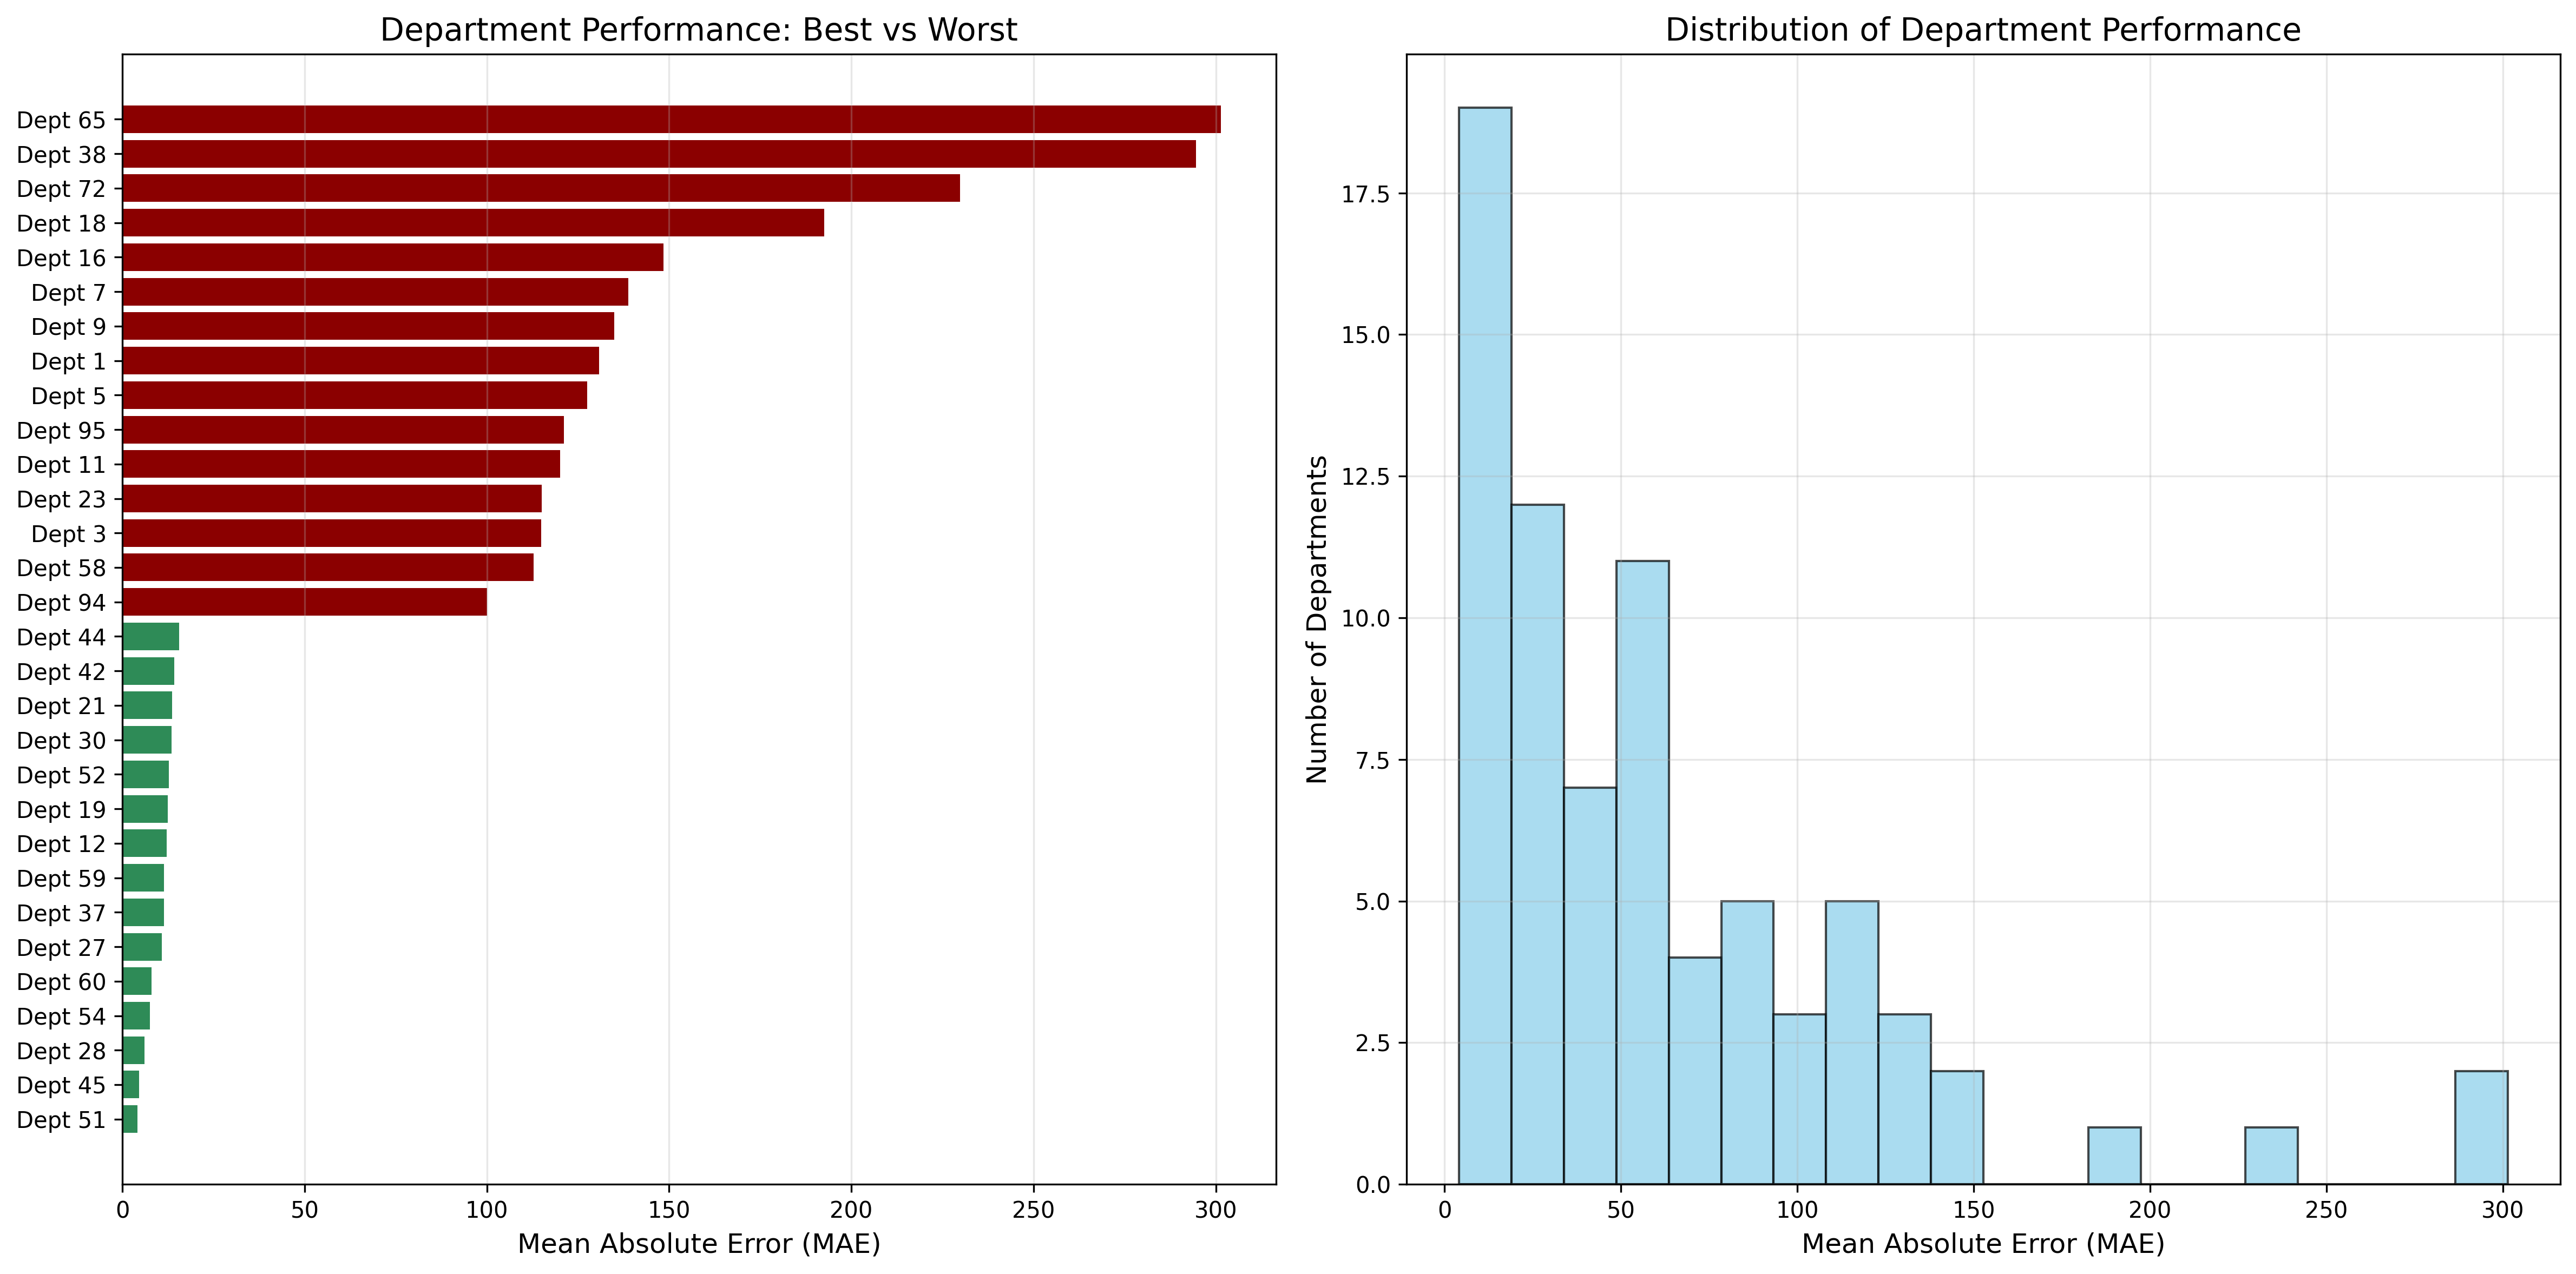 Department Performance: Best vs Worst
Dept 65
Dept 38
Dept 72
Dept 18
Dept 16
Dept 7
Dept 9
Dept 1
Dept 5
Dept 95
Dept 11
Dept 23
Dept 3
Dept 58
Dept 94
Dept 44
Dept 42
Dept 21
Dept 30
Dept 52
Dept 19
Dept 12
Dept 59
Dept 37
Dept 27
Dept 60
Dept 54
Dept 28
Dept 45
Dept 51
0 50 100 150 200 250 300
Mean Absolute Error (MAE)
Distribution of Department Performance
Number of Departments
17.5
15.0
12.5
10.0
7.5
5.0
2.5
0.0
0 50 100 150 200 250 300
Mean Absolute Error (MAE)